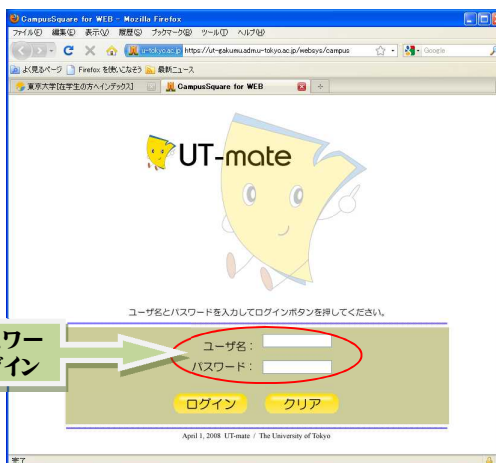 CampusSquare for WEB - Mozilla Firefox
ファイル(F) 編集(E) 表示(V) 履歴(S) ブックマーク(B) ツール(T) ヘルプ(H)
u-tokyo.ac.jp https://ut-gakumu.adm.u-tokyo.ac.jp/websys/campus Google
よく見るページ Firefox を使いこなそう 最新ニュース
東京大学[在学生の方へインデックス] CampusSquare for WEB
UT-mate
ユーザ名とパスワードを入力してログインボタンを押してください。
スワー
グイン
ユーザ名：
パスワード：
ログイン クリア
April 1, 2008 UT-mate / The University of Tokyo
完了